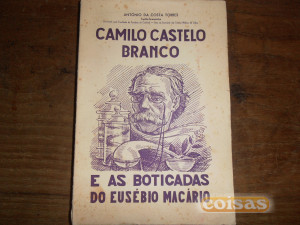 ANTÓNIO DA COSTA TORRES
CAMILO CASTELO
BRANCO
E AS BOTICADAS
DO EUSÉBIO MACÁRIO
coisas